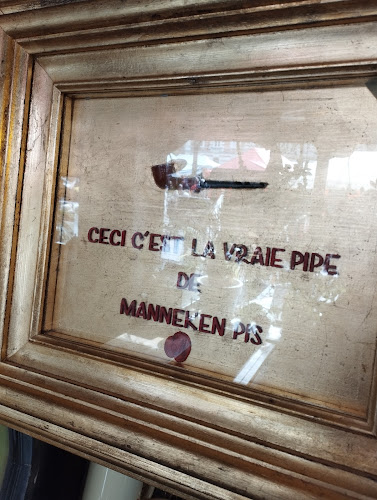 CECI C'EST LA VRAIE PIPE
DE
MANNEKEN PIS